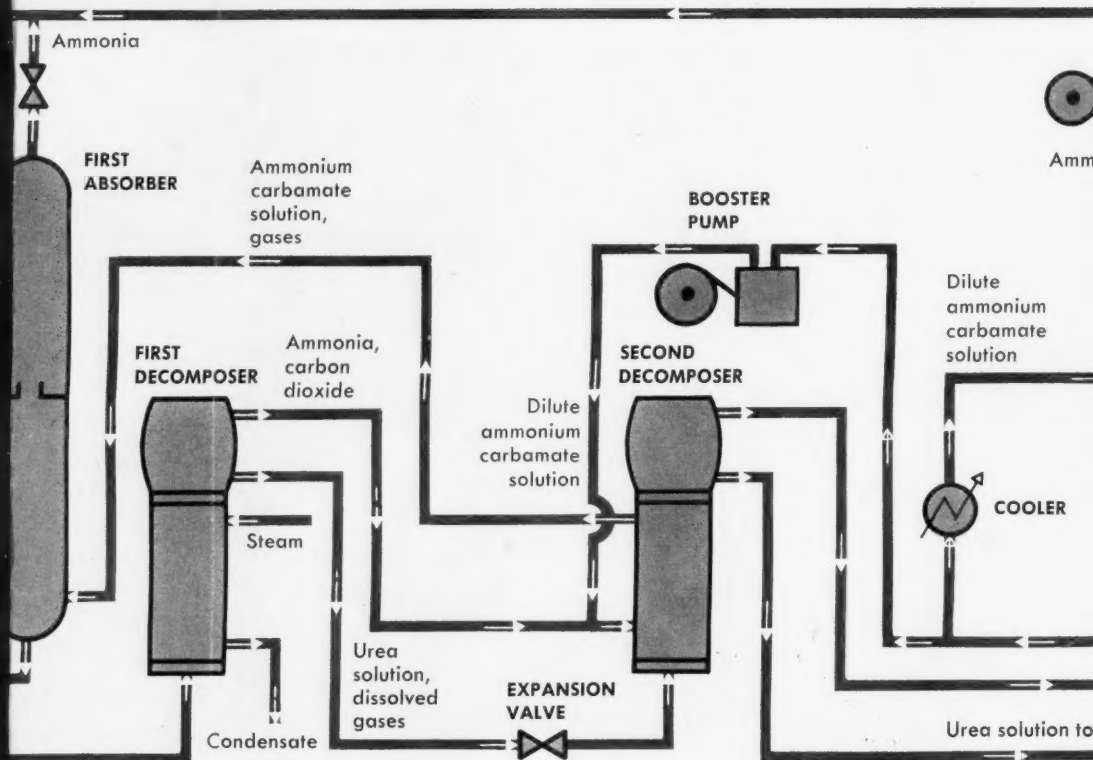 Ammonia
FIRST
ABSORBER
Ammonium
carbamate
solution,
gases
BOOSTER
PUMP
Amm
Dilute
ammonium
carbamate
solution
FIRST
DECOMPOSER
Ammonia,
carbon
dioxide
SECOND
DECOMPOSER
Dilute
ammonium
carbamate
solution
COOLER
Steam
Urea
solution,
dissolved
gases
EXPANSION
VALVE
Condensate
Urea solution to